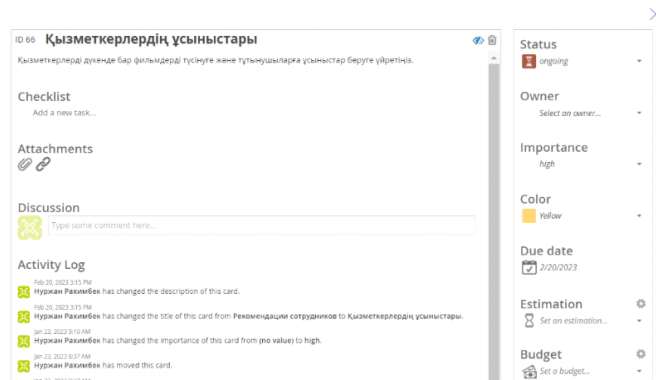 ID 66 Қызметкерлердің ұсыныстары
Қызметкерлерді дүкенде бар фильмдерді түсінуге және тұтынушыларға ұсыныстар беруге үйретіңіз.
Checklist
Add a new task...
Attachments
Discussion
Type some comment here...
Activity Log
Feb 20, 2023 3:15 PM
Нуржан Рахимбек has changed the description of this card.
Feb 20, 2023 3:15 PM
Нуржан Рахимбек has changed the title of this card from Рекомендации сотрудников to Қызметкерлердің ұсыныстары.
Jan 23, 2023 9:10 AM
Нуржан Рахимбек has changed the importance of this card from (no value) to high.
Jan 23, 2023 8:37 AM
Нуржан Рахимбек has moved this card.
Status
ongoing
Owner
Select an owner...
Importance
high
Color
Yellow
Due date
2/20/2023
Estimation
Set an estimation...
Budget
Set a budget...